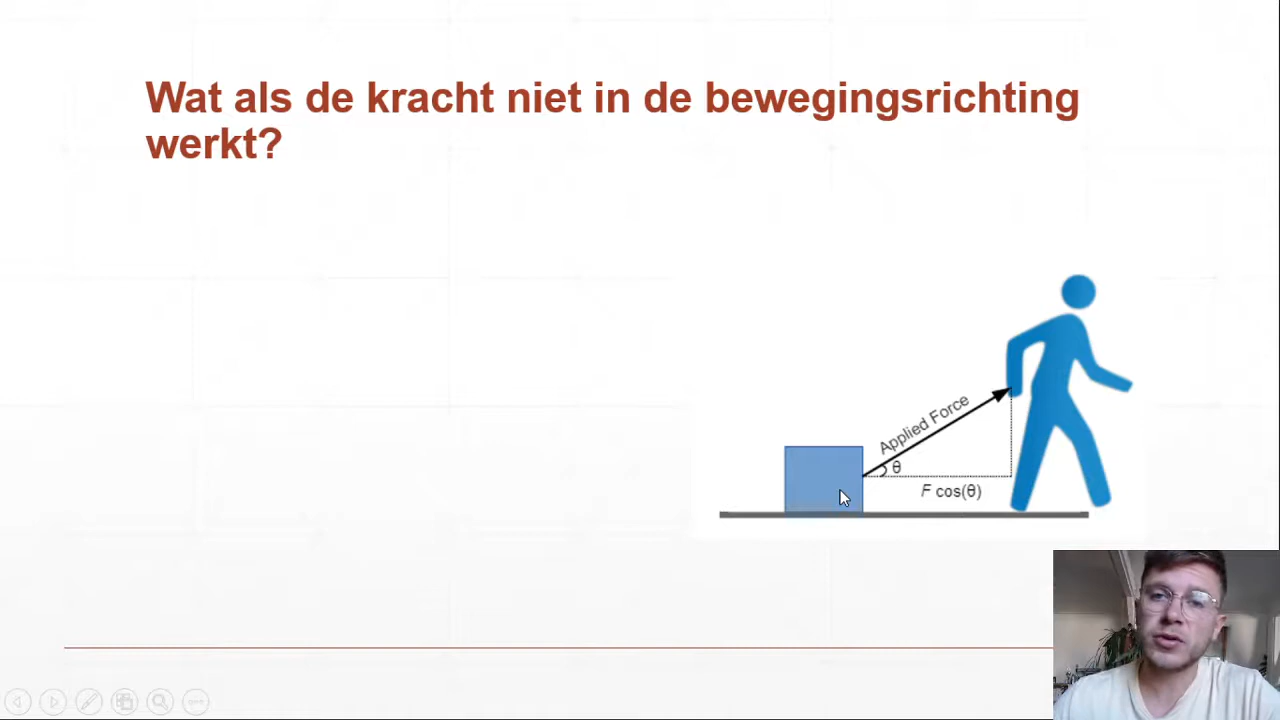 Wat als de kracht niet in de bewegingsrichting
werkt?
Applied Force
θ
F cos(θ)